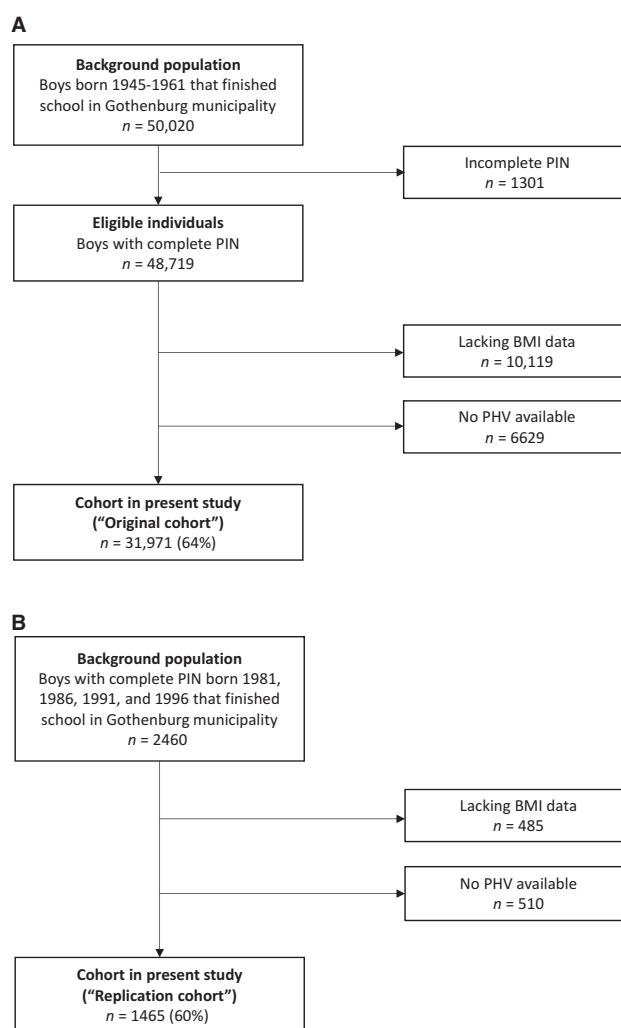 A
Background population
Boys born 1945-1961 that finished
school in Gothenburg municipality
n = 50,020
Incomplete PIN
n = 1301
Eligible individuals
Boys with complete PIN
n = 48,719
Lacking BMI data
n = 10,119
No PHV available
n = 6629
Cohort in present study
(“Original cohort”)
n = 31,971 (64%)
B
Background population
Boys with complete PIN born 1981,
1986, 1991, and 1996 that finished
school in Gothenburg municipality
n = 2460
Lacking BMI data
n = 485
No PHV available
n = 510
Cohort in present study
(“Replication cohort”)
n = 1465 (60%)